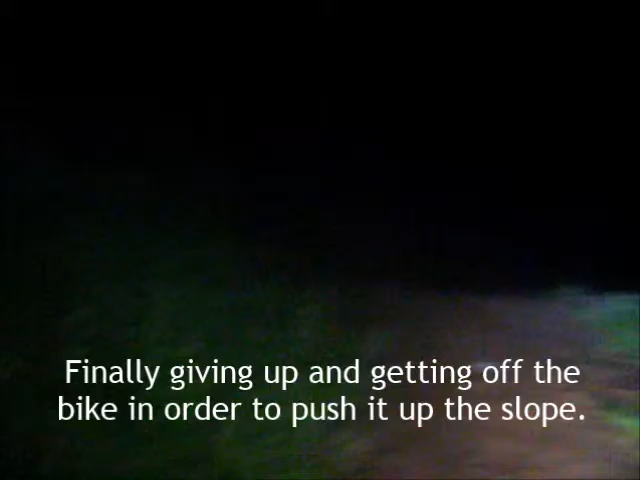 Finally giving up and getting off the
bike in order to push it up the slope.